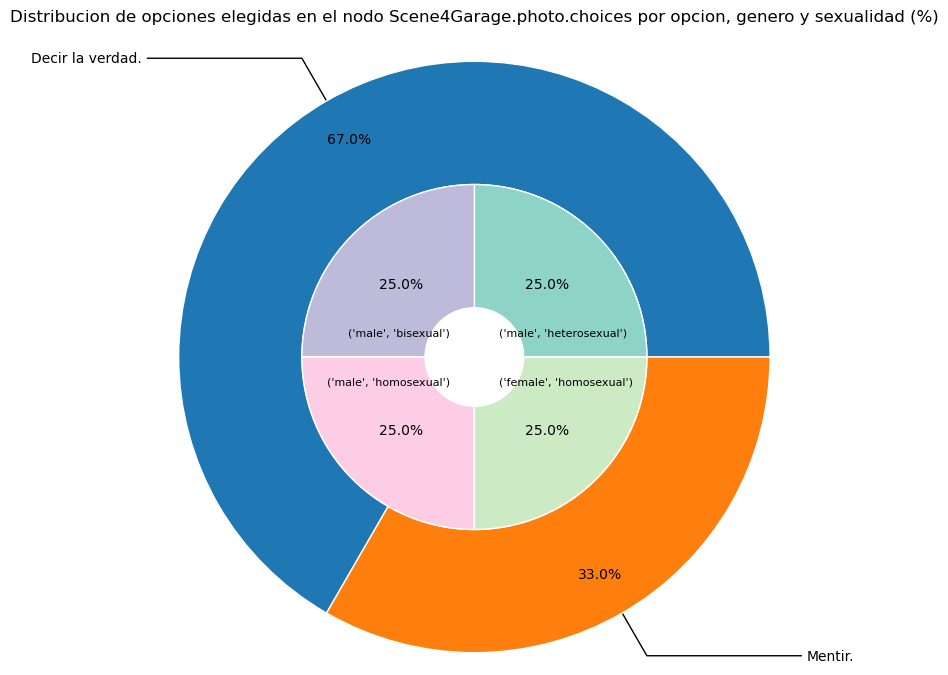 Distribucion de opciones elegidas en el nodo Scene4Garage.photo.choices por opcion, genero y sexualidad (%)
Decir la verdad.
67.0%
25.0%
25.0%
('male', 'bisexual')
('male', 'heterosexual')
('male', 'homosexual')
('female', 'homosexual')
25.0%
25.0%
33.0%
Mentir.